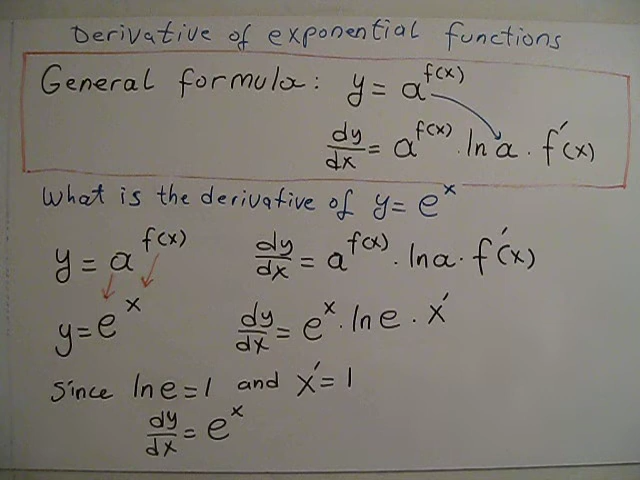 Derivative of exponential functions
General formula: y = a^f(x)
dy/dx = a^f(x) · ln a · f'(x)
What is the derivative of y = e^x
y = a^f(x) dy/dx = a^f(x) · ln a · f'(x)
y = e^x dy/dx = e^x · ln e · x'
Since ln e = 1 and x' = 1
dy/dx = e^x